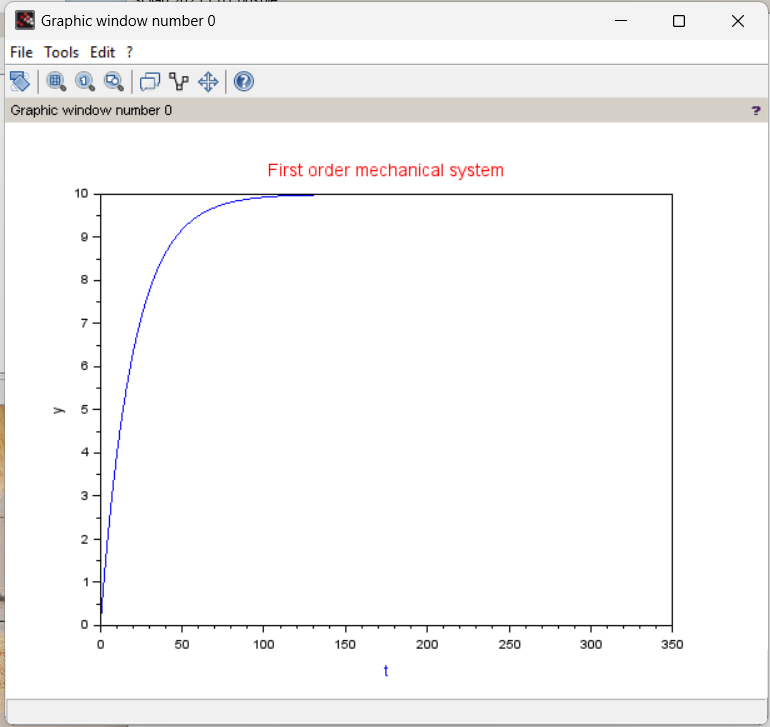 Graphic window number 0
File Tools Edit ?
Graphic window number 0 ?
First order mechanical system
10
9
8
7
6
5
4
3
2
1
0
y
0 50 100 150 200 250 300 350
t